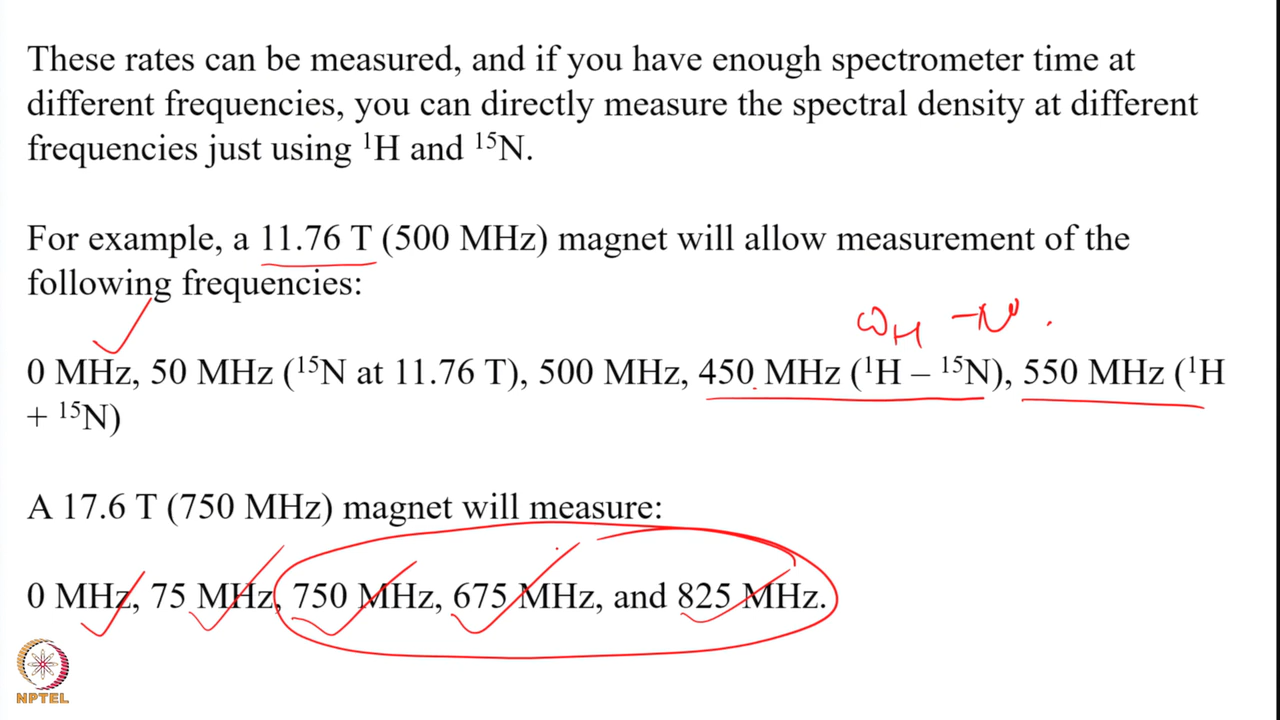 These rates can be measured, and if you have enough spectrometer time at
different frequencies, you can directly measure the spectral density at different
frequencies just using ¹H and ¹⁵N.
For example, a 11.76 T (500 MHz) magnet will allow measurement of the
following frequencies:
ω_H - N
0 MHz, 50 MHz (¹⁵N at 11.76 T), 500 MHz, 450 MHz (¹H – ¹⁵N), 550 MHz (¹H
+ ¹⁵N)
A 17.6 T (750 MHz) magnet will measure:
0 MHz, 75 MHz, 750 MHz, 675 MHz, and 825 MHz.
NPTEL